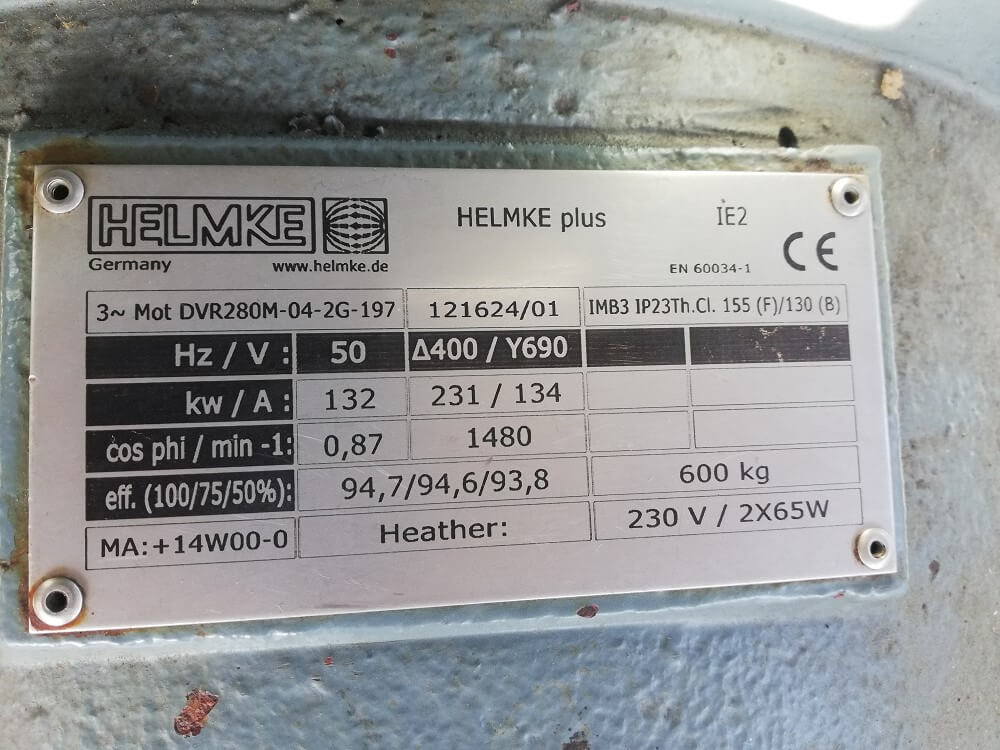 HELMKE
Germany www.helmke.de
HELMKE plus
IE2
EN 60034-1
CE
3~ Mot DVR280M-04-2G-197 121624/01 IMB3 IP23Th.Cl. 155 (F)/130 (B)
Hz / V : 50 Δ400 / Y690
kw / A : 132 231 / 134
cos phi / min -1: 0,87 1480
eff. (100/75/50%): 94,7/94,6/93,8 600 kg
MA:+14W00-0 Heather: 230 V / 2X65W